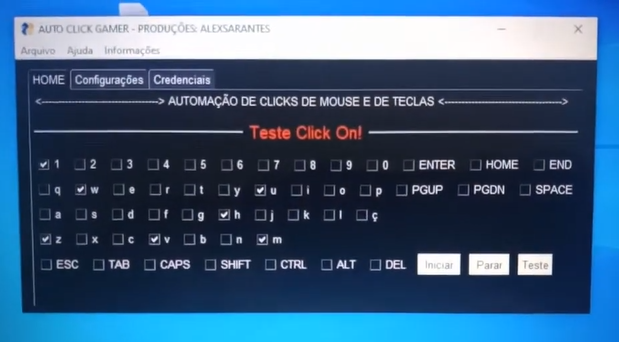 AUTO CLICK GAMER - PRODUÇÕES: ALEXSARANTES
Arquivo Ajuda Informações
HOME Configurações Credenciais
<----------------------------------> AUTOMAÇÃO DE CLICKS DE MOUSE E DE TECLAS <---------------------------------->
Teste Click On!
1 2 3 4 5 6 7 8 9 0 ENTER HOME END
q w e r t y u i o p PGUP PGDN SPACE
a s d f g h j k l ç
z x c v b n m
ESC TAB CAPS SHIFT CTRL ALT DEL Iniciar Parar Teste